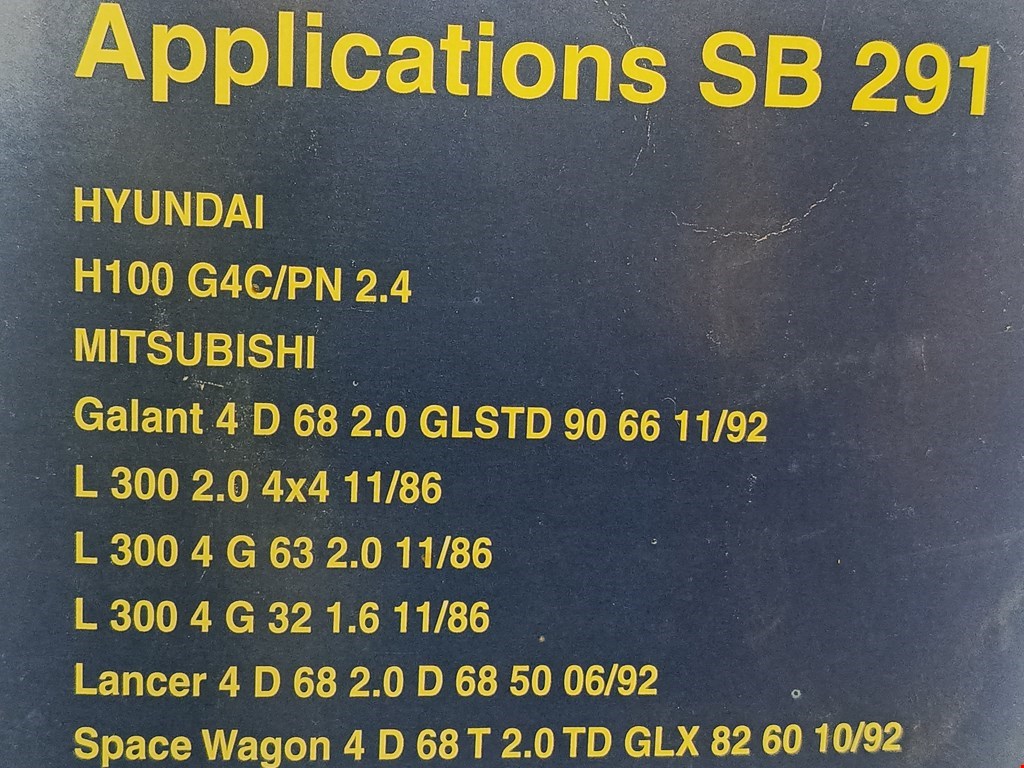 Applications SB 291
HYUNDAI
H100 G4C/PN 2.4
MITSUBISHI
Galant 4 D 68 2.0 GLSTD 90 66 11/92
L 300 2.0 4x4 11/86
L 300 4 G 63 2.0 11/86
L 300 4 G 32 1.6 11/86
Lancer 4 D 68 2.0 D 68 50 06/92
Space Wagon 4 D 68 T 2.0 TD GLX 82 60 10/92